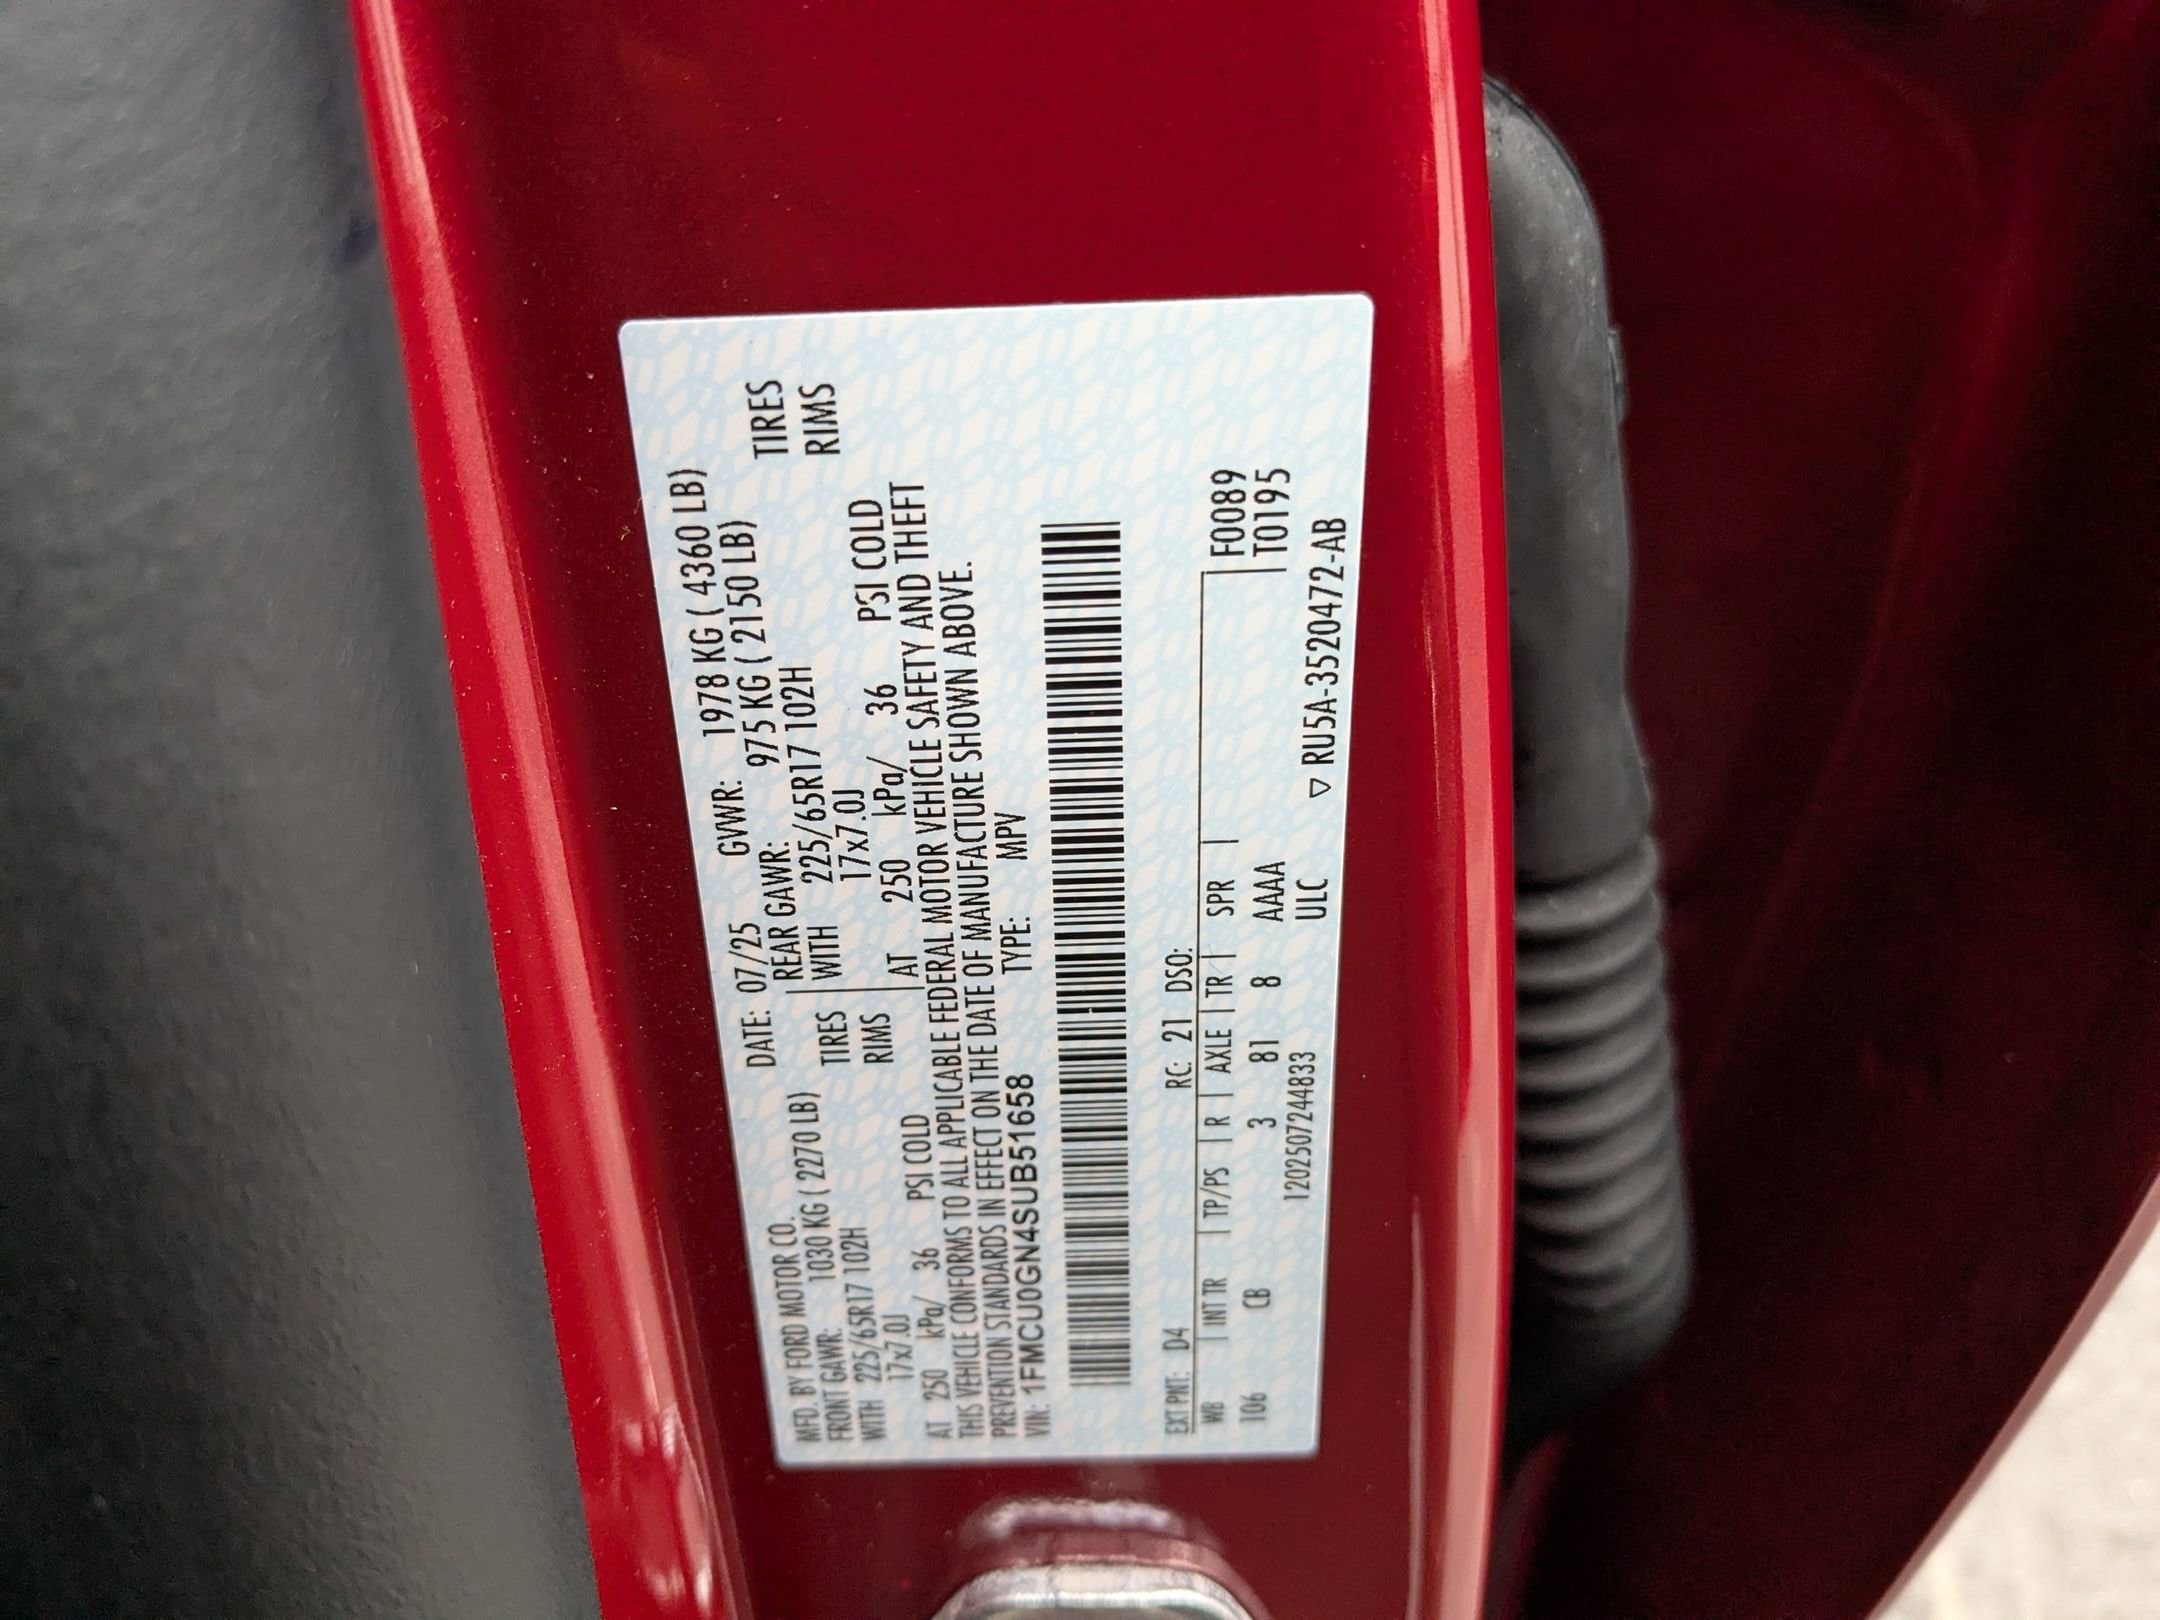 MFD. BY FORD MOTOR CO. DATE: 07/25 GVWR: 1978 KG ( 4360 LB)
FRONT GAWR: 1030 KG ( 2270 LB) REAR GAWR: 975 KG ( 2150 LB)
WITH 225/65R17 102H TIRES WITH 225/65R17 102H TIRES
17x7.0J RIMS 17x7.0J RIMS
AT 250 kPa/ 36 PSI COLD AT 250 kPa/ 36 PSI COLD
THIS VEHICLE CONFORMS TO ALL APPLICABLE FEDERAL MOTOR VEHICLE SAFETY AND THEFT
PREVENTION STANDARDS IN EFFECT ON THE DATE OF MANUFACTURE SHOWN ABOVE.
VIN: 1FMCU0GN4SUB51658 TYPE: MPV
EXT PNT: D4 RC: 21 DSO: F0089
WB | INT TR | TP/PS | R | AXLE | TR | SPR | T0195
106 CB 3 81 8 AAAA
12025072448​33 ULC ▽ RU5A-3520472-AB